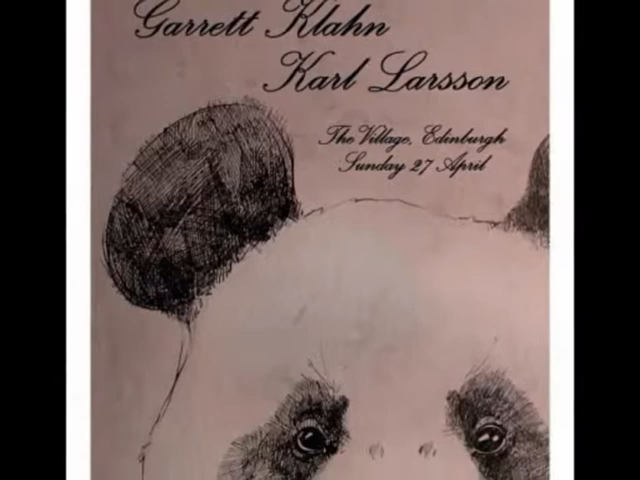 Garrett Klahn
Karl Larsson
The Village, Edinburgh
Sunday 27 April